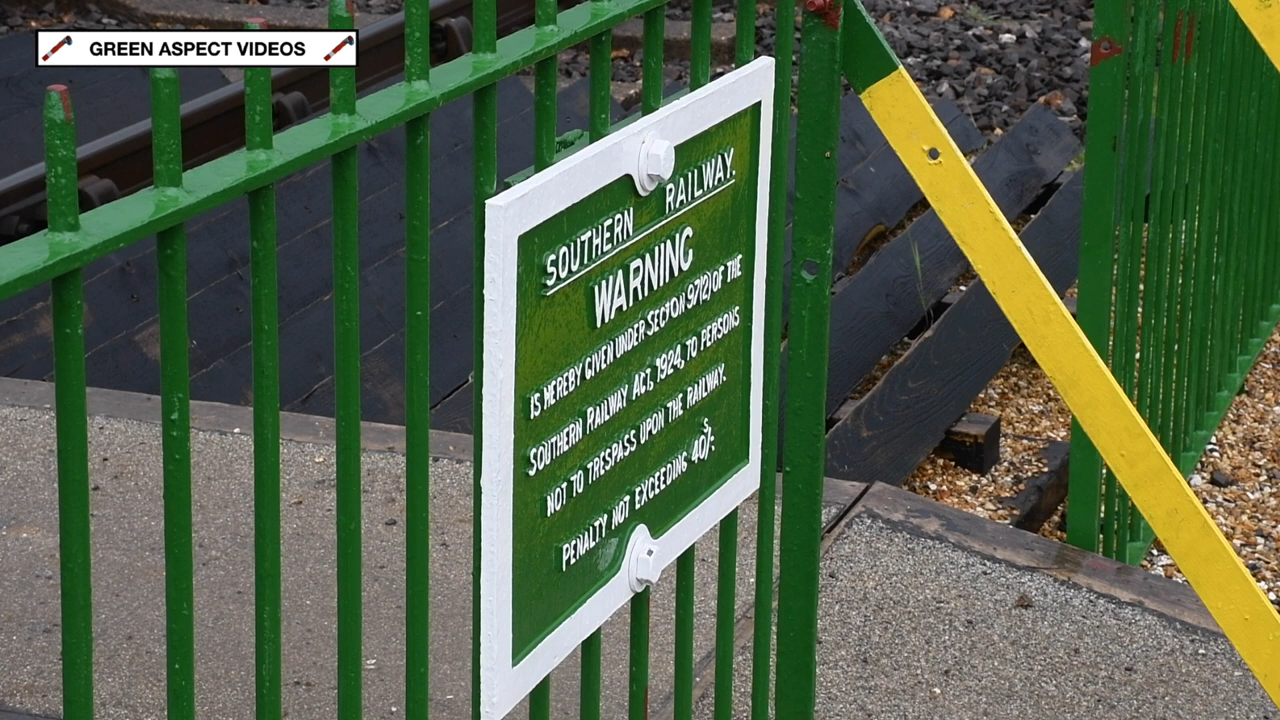 GREEN ASPECT VIDEOS
SOUTHERN RAILWAY.
WARNING
IS HEREBY GIVEN UNDER SECTION 97(2) OF THE
SOUTHERN RAILWAY ACT, 1924, TO PERSONS
NOT TO TRESPASS UPON THE RAILWAY.
PENALTY NOT EXCEEDING 40/S-